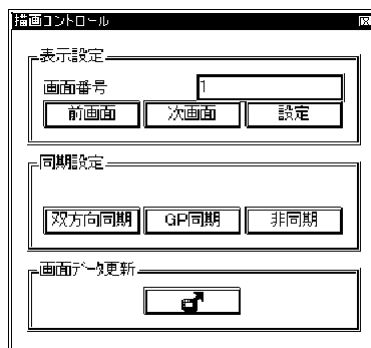 描画コントロール
表示設定
画面番号 1
前画面 次画面 設定
同期設定
双方向同期 GP同期 非同期
画面ﾃﾞｰﾀ更新